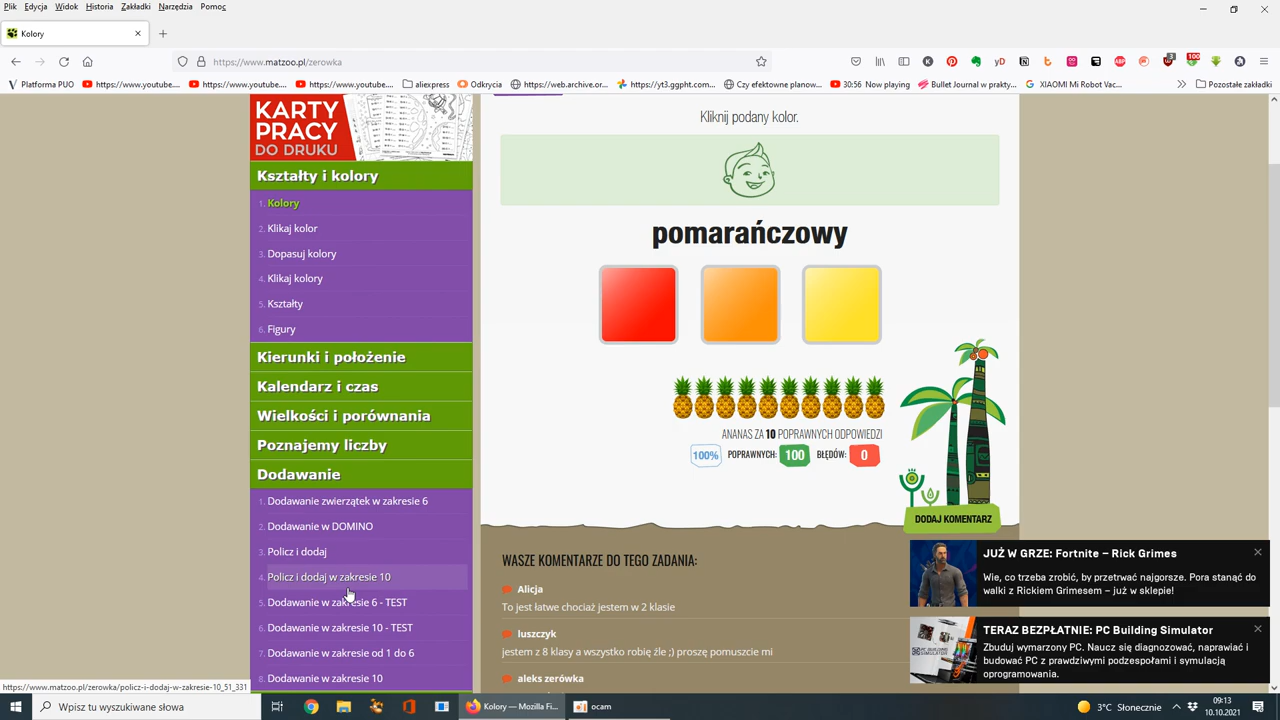 Plik Edycja Widok Historia Zakładki Narzędzia Pomoc
Kolory
https://www.matzoo.pl/zerowka
Platforma PUO https://www.youtube.... https://www.youtube.... https://www.youtube.... aliexpress Odkrycia https://web.archive.or... https://yt3.ggpht.com... Czy efektowne planow... 30:56 Now playing Bullet Journal w prakty... XIAOMI Mi Robot Vac... Pozostałe zakładki
KARTY
PRACY
DO DRUKU
Kształty i kolory
1. Kolory
2. Klikaj kolor
3. Dopasuj kolory
4. Klikaj kolory
5. Kształty
6. Figury
Kierunki i położenie
Kalendarz i czas
Wielkości i porównania
Poznajemy liczby
Dodawanie
1. Dodawanie zwierzątek w zakresie 6
2. Dodawanie w DOMINO
3. Policz i dodaj
4. Policz i dodaj w zakresie 10
5. Dodawanie w zakresie 6 - TEST
6. Dodawanie w zakresie 10 - TEST
7. Dodawanie w zakresie od 1 do 6
8. Dodawanie w zakresie 10
Kliknij podany kolor.
pomarańczowy
ANANAS ZA 10 POPRAWNYCH ODPOWIEDZI
100% POPRAWNYCH: 100 BŁĘDÓW: 0
DODAJ KOMENTARZ
WASZE KOMENTARZE DO TEGO ZADANIA:
Alicja
To jest łatwe chociaż jestem w 2 klasie
luszczyk
jestem z 8 klasy a wszystko robię źle ;) proszę pomuszcie mi
aleks zerówka
JUŻ W GRZE: Fortnite – Rick Grimes
Wie, co trzeba zrobić, by przetrwać najgorsze. Pora stanąć do
walki z Rickiem Grimesem – już w sklepie!
TERAZ BEZPŁATNIE: PC Building Simulator
Zbuduj wymarzony PC. Naucz się diagnozować, naprawiać i
budować PC z prawdziwymi podzespołami i symulacją
operacyjną.
https://www.matzoo.pl/zerowka/policz-i-dodaj-w-zakresie-10_51_331
Wpisz tu wyszukiwane słowa
Kolory — Mozilla Fi...
ocam
3°C Słonecznie
09:13
10.10.2021